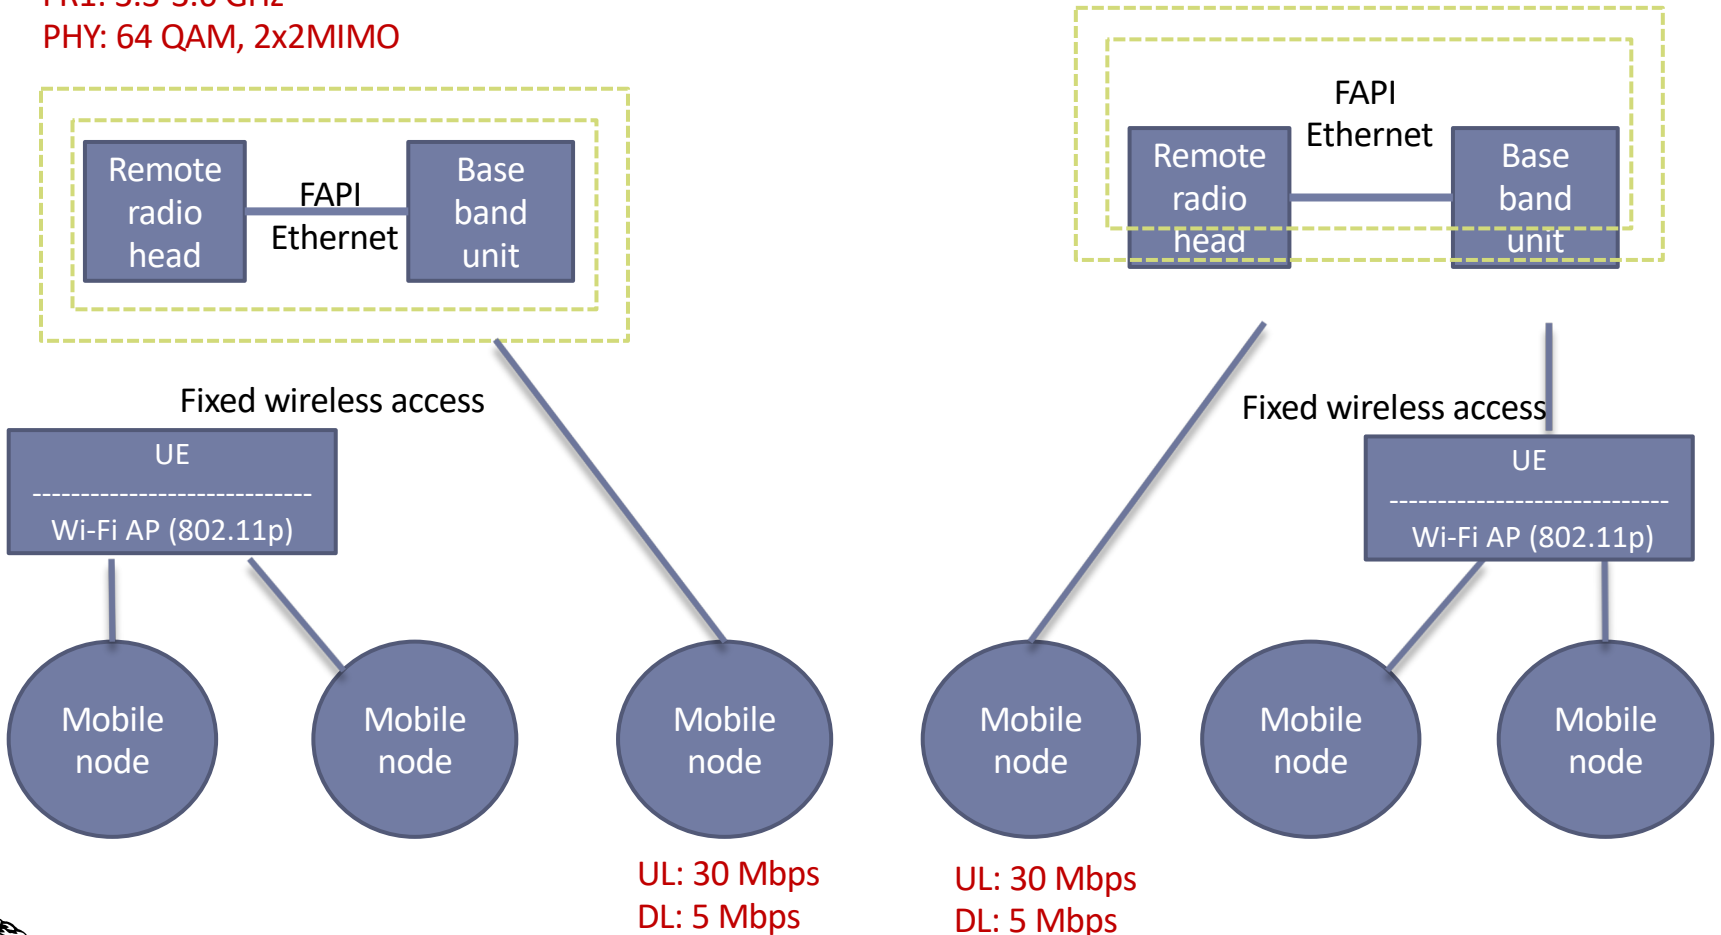 PHY: 64 QAM, 2x2MIMO
Remote
radio
head
FAPI
Ethernet
Base
band
unit
Fixed wireless access
UE
-----------------------------
Wi-Fi AP (802.11p)
Mobile
node
Mobile
node
Mobile
node
UL: 30 Mbps
DL: 5 Mbps
FAPI
Ethernet
Remote
radio
head
Base
band
unit
Fixed wireless access
UE
-----------------------------
Wi-Fi AP (802.11p)
Mobile
node
Mobile
node
Mobile
node
UL: 30 Mbps
DL: 5 Mbps